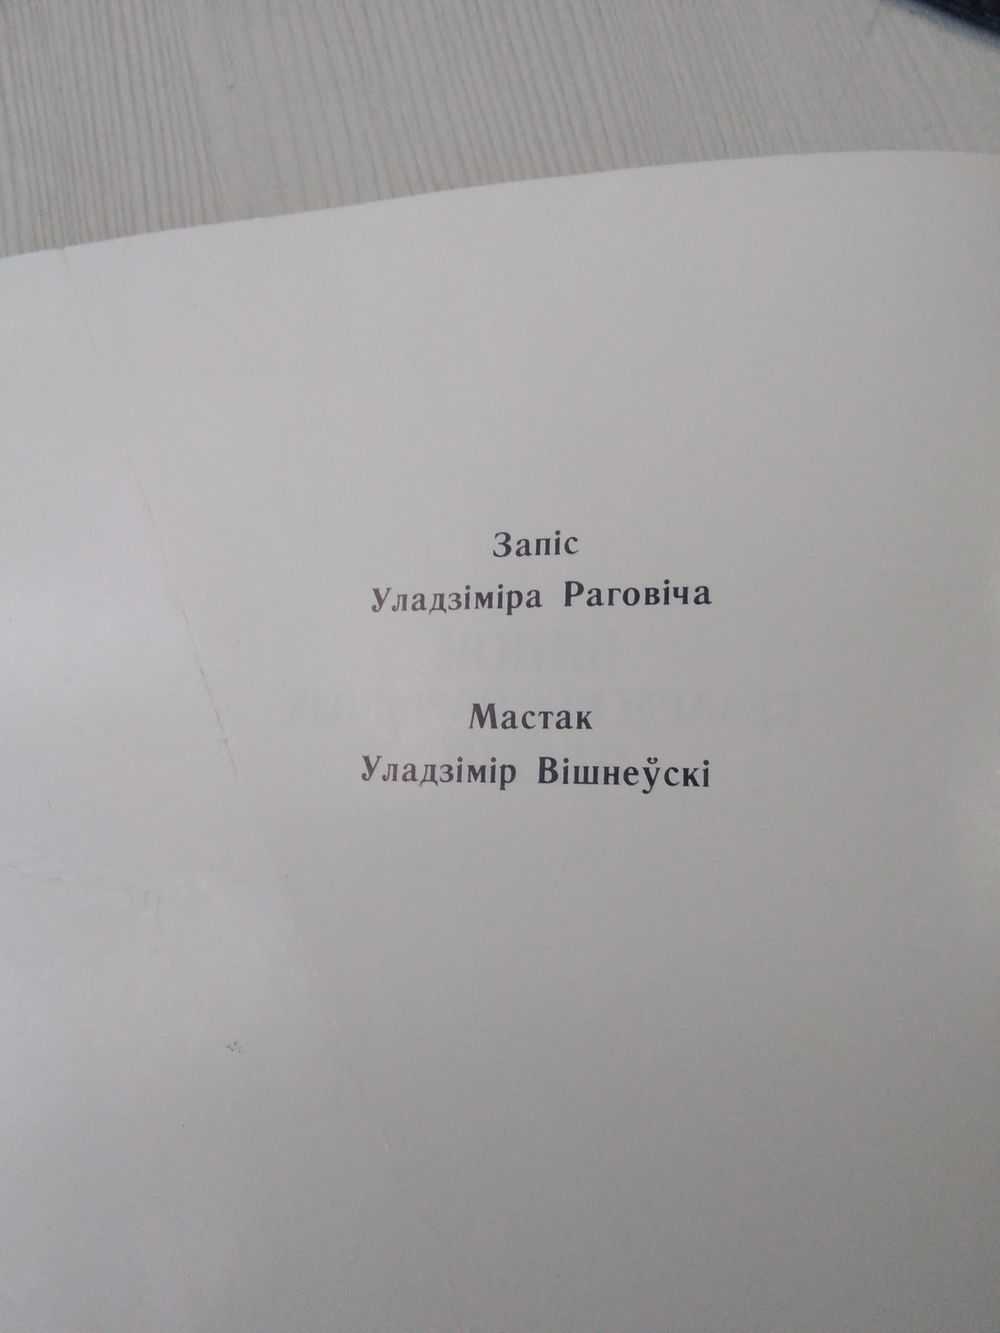 Запіс
Уладзіміра Раговіча
Мастак
Уладзімір Вішнеўскі